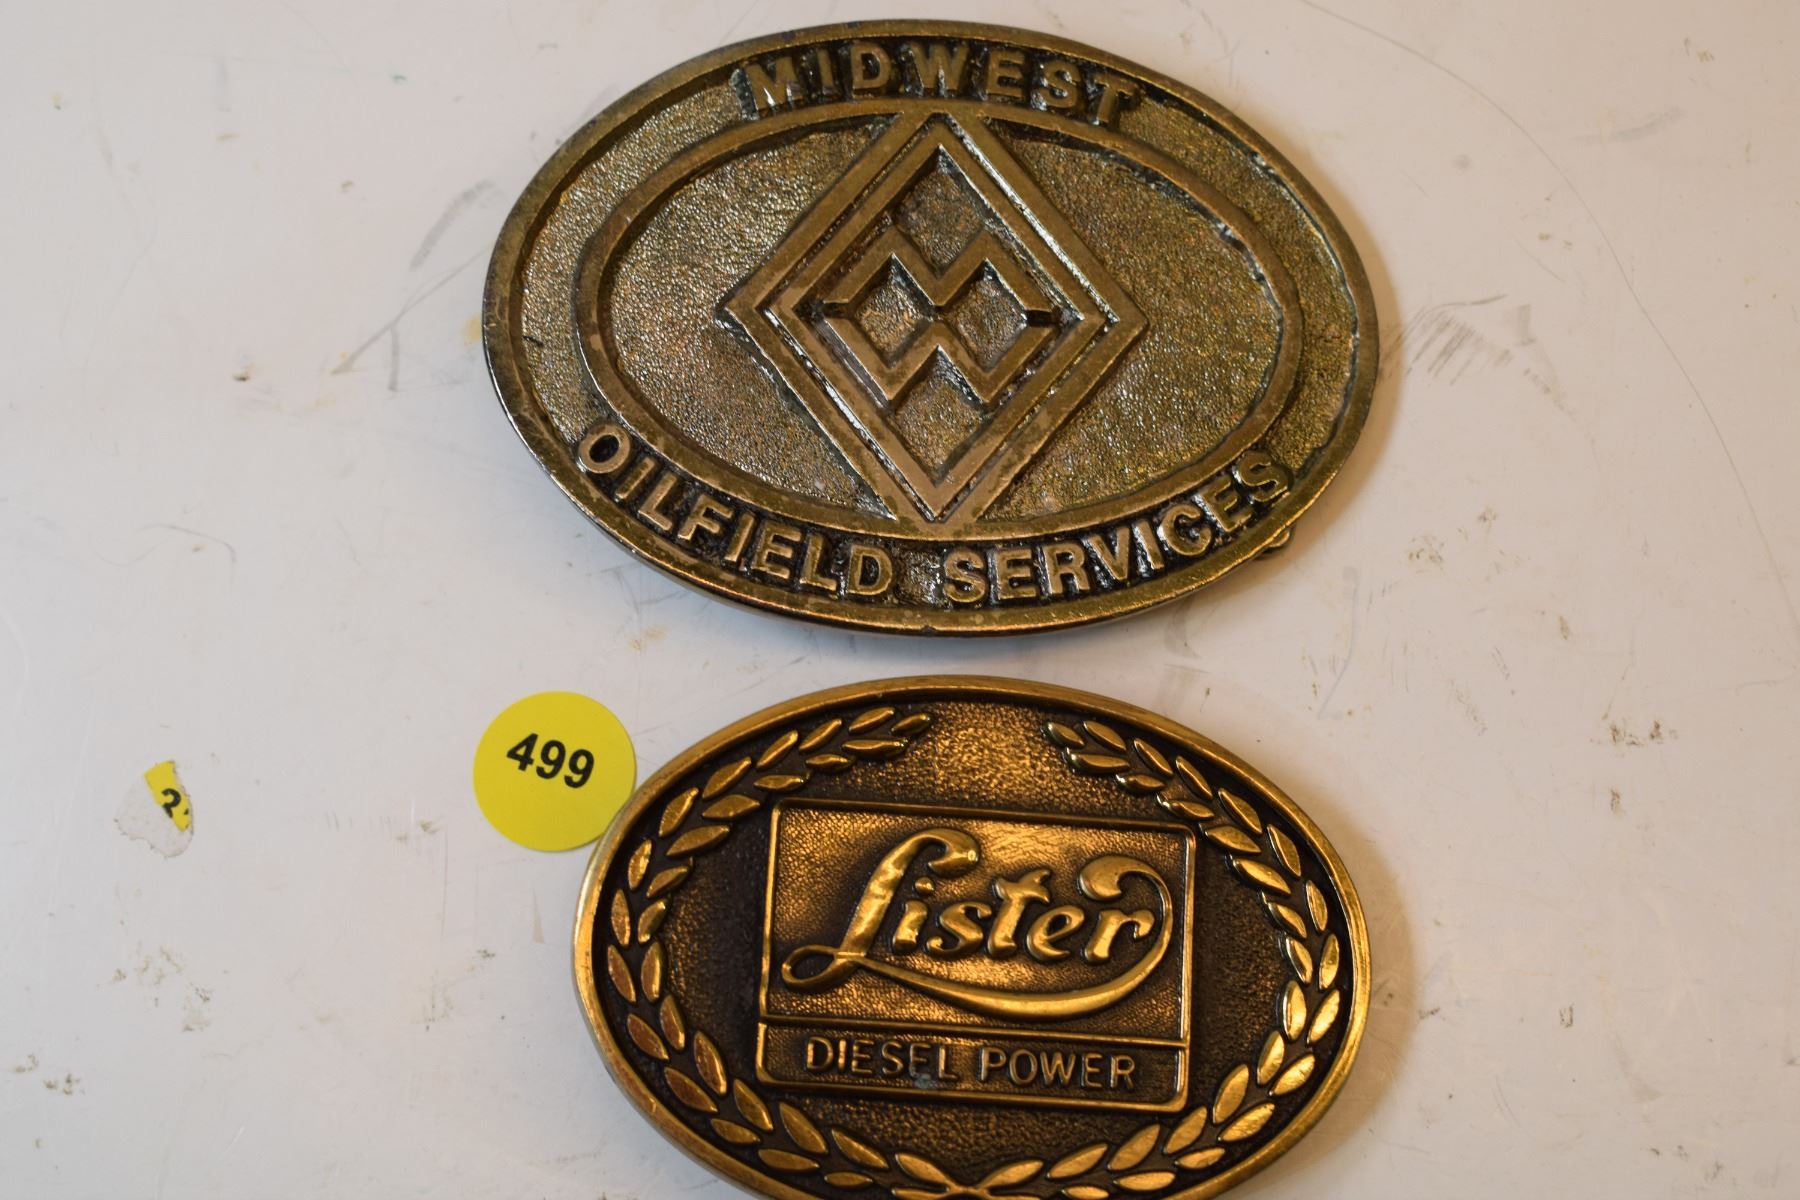 MIDWEST
OILFIELD SERVICES
499
Lister
DIESEL POWER